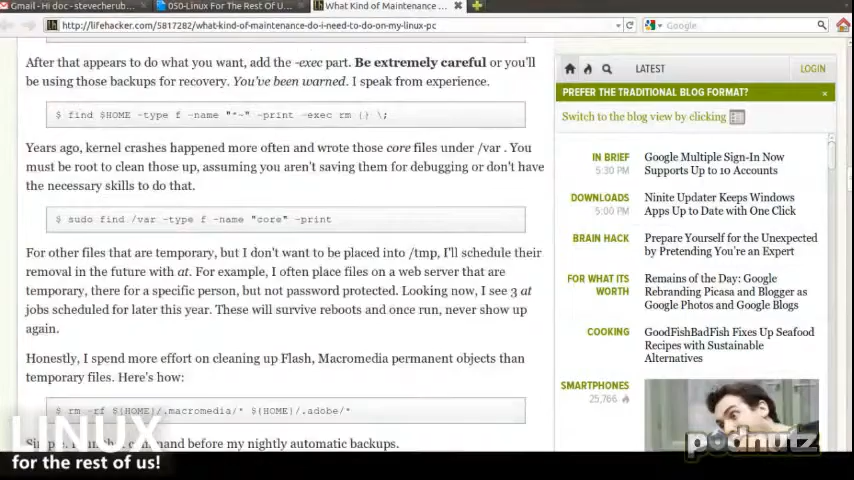 Gmail - Hi doc - stevecherub...
050-Linux For The Rest Of U...
What Kind of Maintenance ...
http://lifehacker.com/5817282/what-kind-of-maintenance-do-i-need-to-do-on-my-linux-pc
Google
After that appears to do what you want, add the -exec part. Be extremely careful or you'll
be using those backups for recovery. You've been warned. I speak from experience.
$ find $HOME -type f -name "*~" -print -exec rm {} \;
Years ago, kernel crashes happened more often and wrote those core files under /var . You
must be root to clean those up, assuming you aren't saving them for debugging or don't have
the necessary skills to do that.
$ sudo find /var -type f -name "core" -print
For other files that are temporary, but I don't want to be placed into /tmp, I'll schedule their
removal in the future with at. For example, I often place files on a web server that are
temporary, there for a specific person, but not password protected. Looking now, I see 3 at
jobs scheduled for later this year. These will survive reboots and once run, never show up
again.
Honestly, I spend more effort on cleaning up Flash, Macromedia permanent objects than
temporary files. Here's how:
$ rm -rf ${HOME}/.macromedia/* ${HOME}/.adobe/*
command before my nightly automatic backups.
LATEST
LOGIN
PREFER THE TRADITIONAL BLOG FORMAT?
×
Switch to the blog view by clicking
IN BRIEF
5:30 PM
Google Multiple Sign-In Now
Supports Up to 10 Accounts
DOWNLOADS
5:00 PM
Ninite Updater Keeps Windows
Apps Up to Date with One Click
BRAIN HACK
Prepare Yourself for the Unexpected
by Pretending You're an Expert
FOR WHAT ITS
WORTH
Remains of the Day: Google
Rebranding Picasa and Blogger as
Google Photos and Google Blogs
COOKING
GoodFishBadFish Fixes Up Seafood
Recipes with Sustainable
Alternatives
SMARTPHONES
25,766
LINUX
for the rest of us!
podnutz